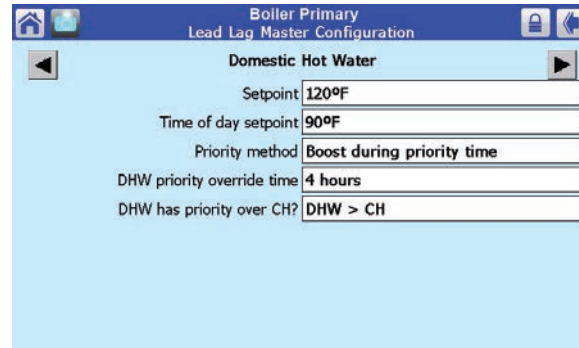 Boiler Primary
Lead Lag Master Configuration
Domestic Hot Water
Setpoint 120ºF
Time of day setpoint 90ºF
Priority method Boost during priority time
DHW priority override time 4 hours
DHW has priority over CH? DHW > CH